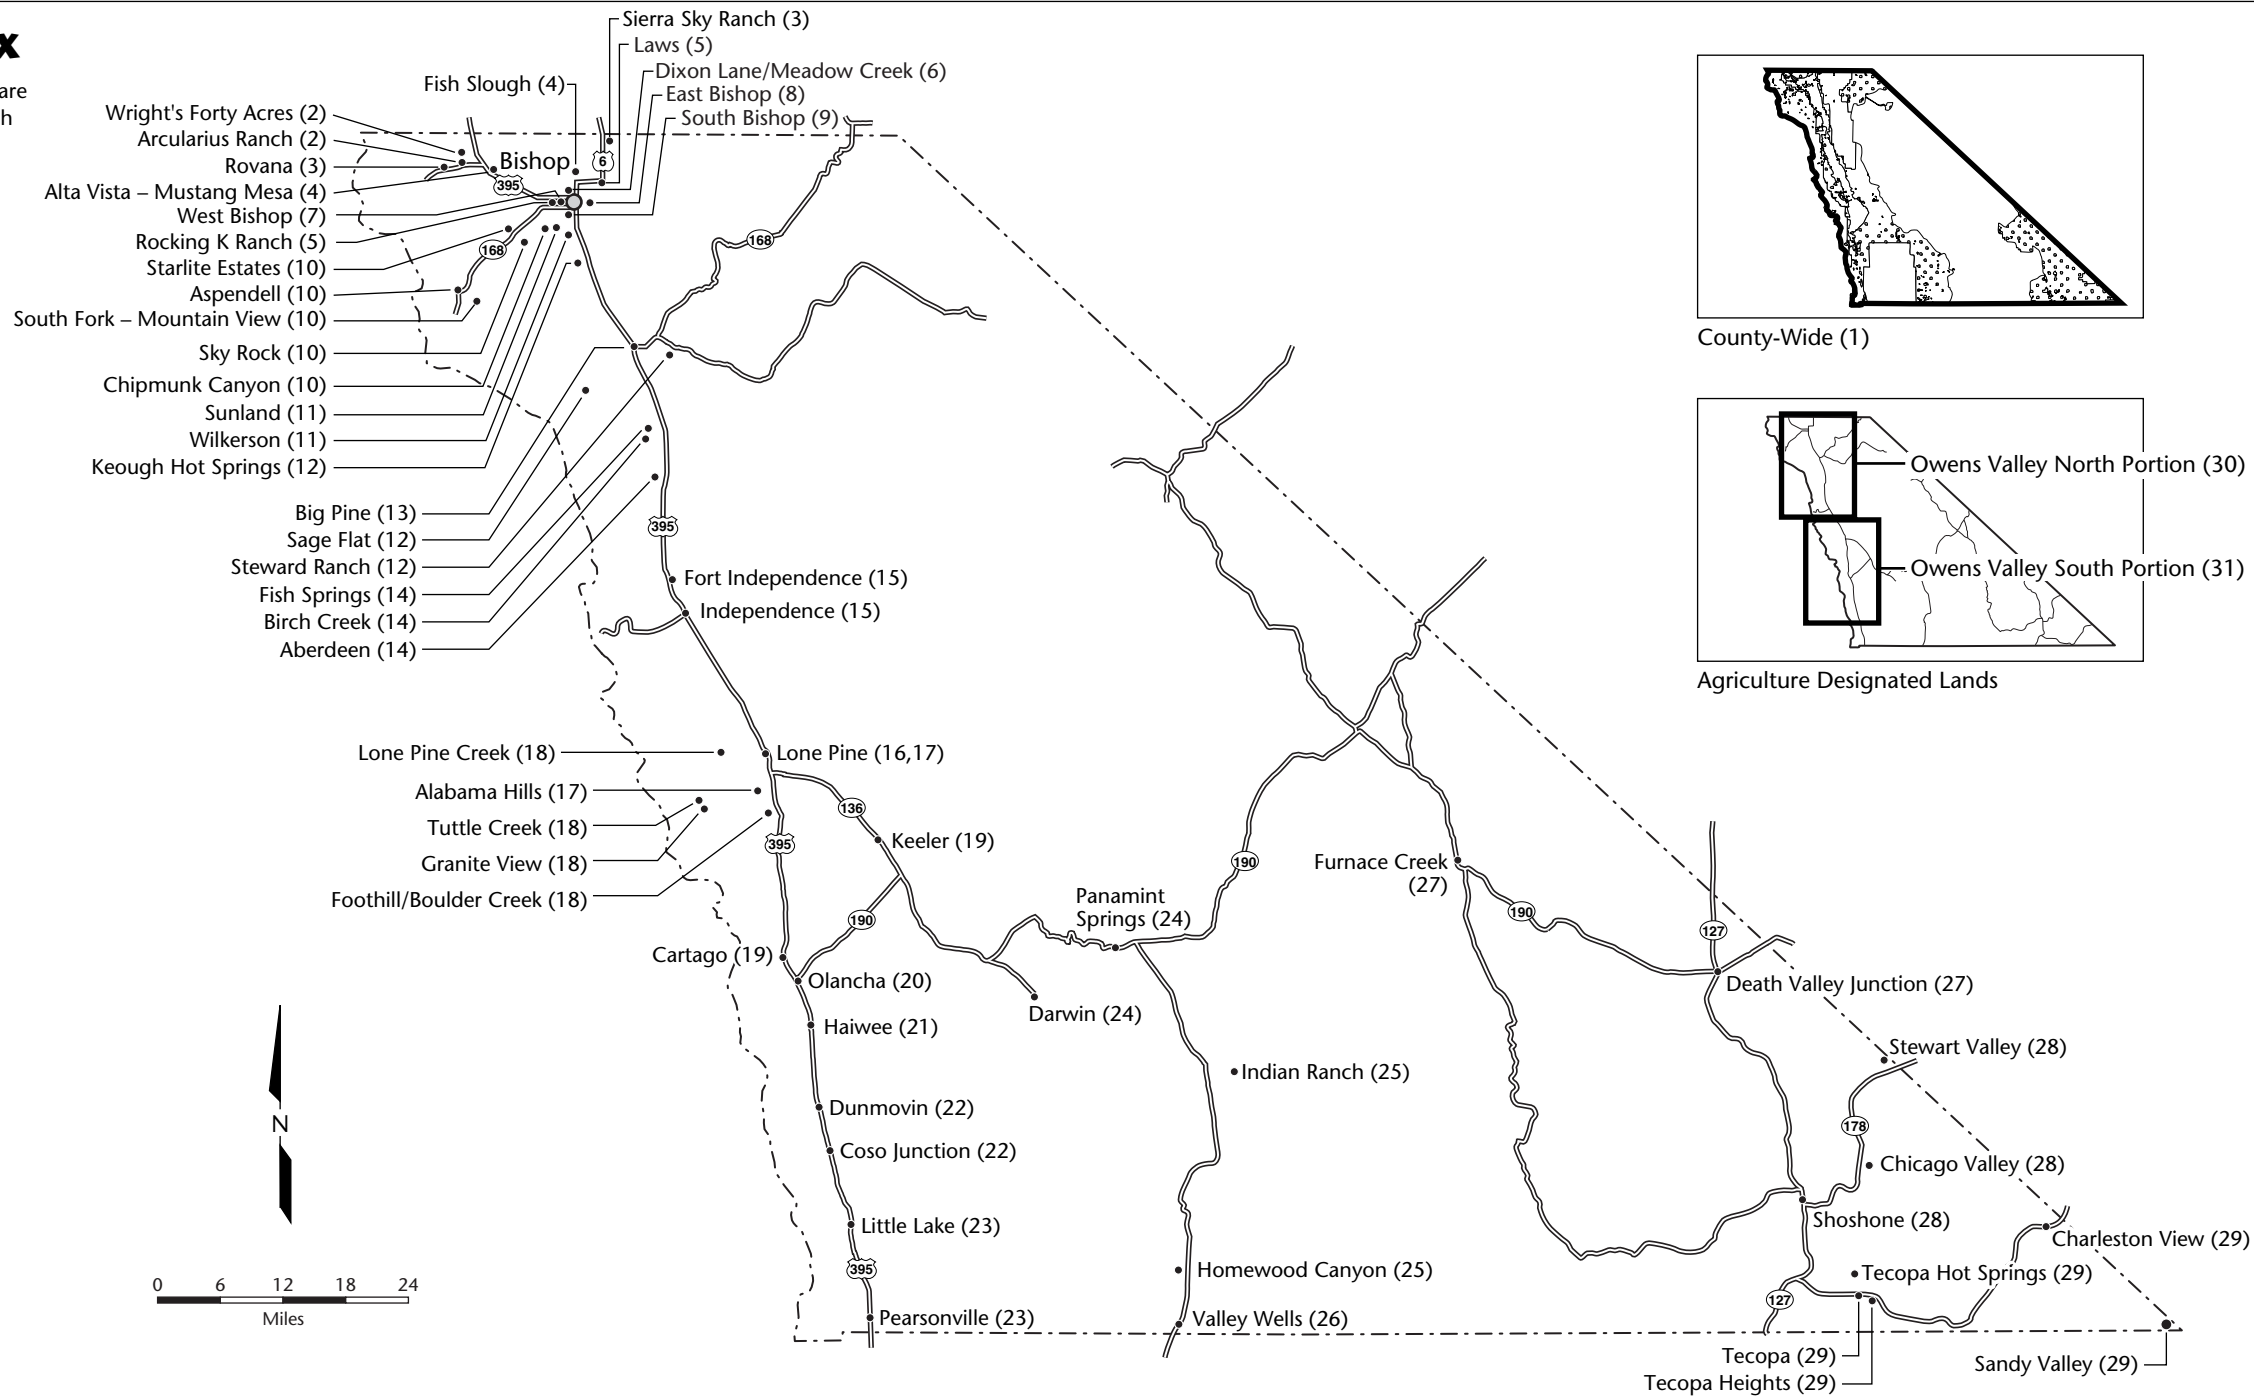 x
are
h
Sierra Sky Ranch (3)
Laws (5)
Dixon Lane/Meadow Creek (6)
East Bishop (8)
South Bishop (9)
Fish Slough (4)
Wright's Forty Acres (2)
Arcularius Ranch (2)
Rovana (3)
Alta Vista – Mustang Mesa (4)
West Bishop (7)
Rocking K Ranch (5)
Starlite Estates (10)
Aspendell (10)
South Fork – Mountain View (10)
Sky Rock (10)
Chipmunk Canyon (10)
Sunland (11)
Wilkerson (11)
Keough Hot Springs (12)
Big Pine (13)
Sage Flat (12)
Steward Ranch (12)
Fish Springs (14)
Birch Creek (14)
Aberdeen (14)
Bishop
6
395
168
168
395
Fort Independence (15)
Independence (15)
Lone Pine Creek (18)
Lone Pine (16,17)
Alabama Hills (17)
Tuttle Creek (18)
Granite View (18)
Foothill/Boulder Creek (18)
136
395
Keeler (19)
190
Cartago (19)
Olancha (20)
Haiwee (21)
Dunmovin (22)
Coso Junction (22)
Little Lake (23)
395
Pearsonville (23)
Panamint
Springs (24)
Darwin (24)
190
Indian Ranch (25)
Homewood Canyon (25)
Valley Wells (26)
Furnace Creek
(27)
190
127
Death Valley Junction (27)
Stewart Valley (28)
178
Chicago Valley (28)
Shoshone (28)
Charleston View (29)
Tecopa Hot Springs (29)
127
Tecopa (29)
Tecopa Heights (29)
Sandy Valley (29)
N
0 6 12 18 24
Miles
County-Wide (1)
Owens Valley North Portion (30)
Owens Valley South Portion (31)
Agriculture Designated Lands